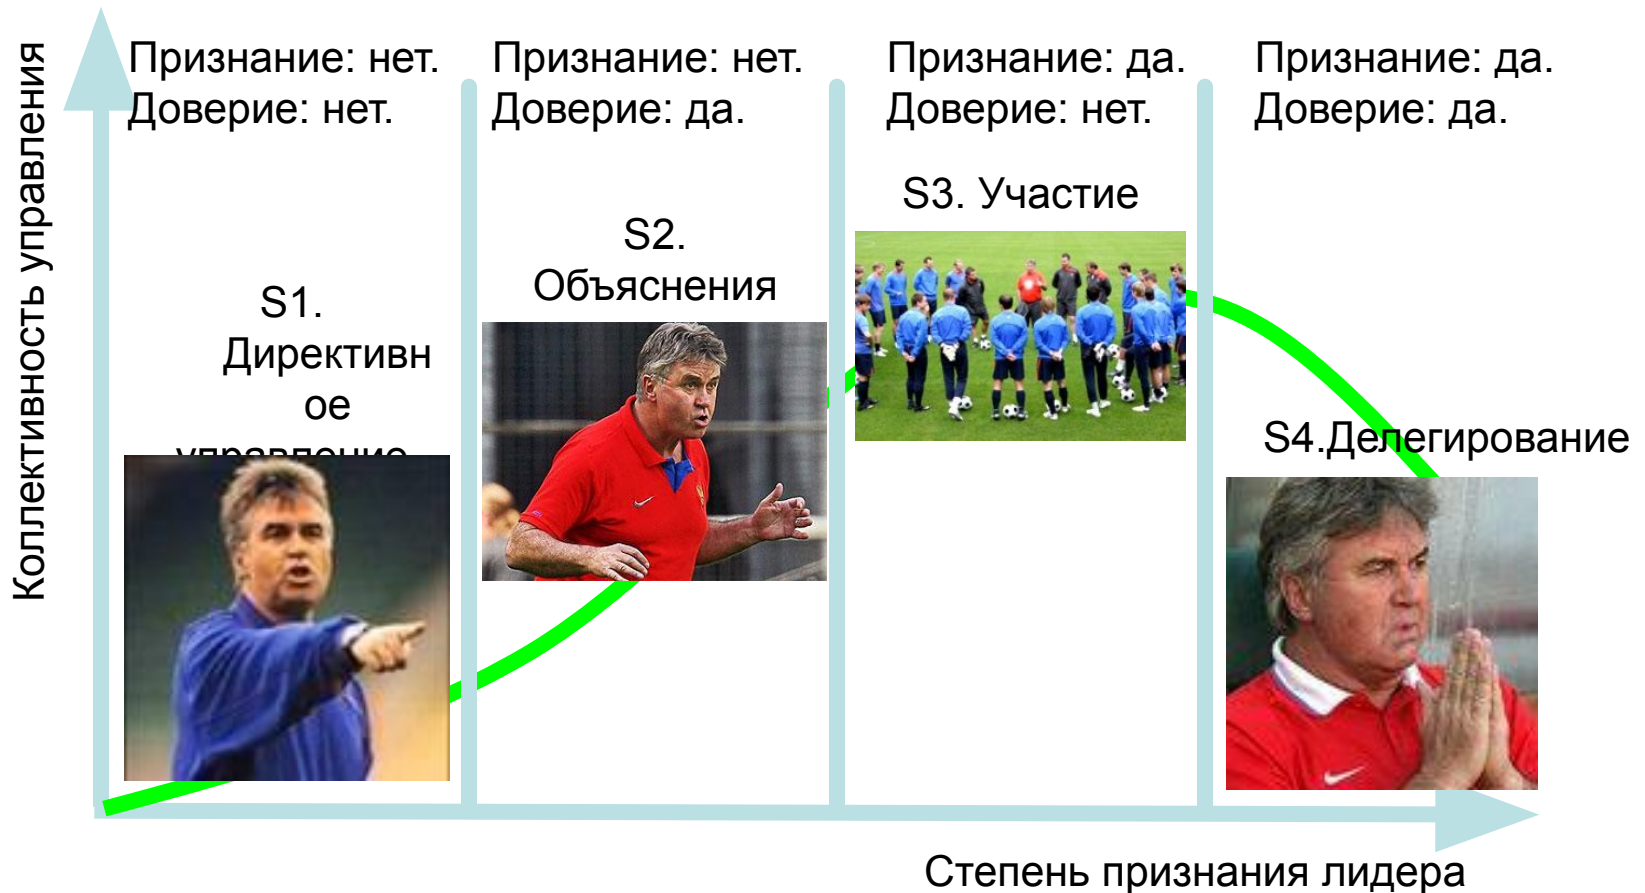 Коллективность управления
Признание: нет.
Доверие: нет.
Признание: нет.
Доверие: да.
Признание: да.
Доверие: нет.
Признание: да.
Доверие: да.
S1.
Директивн
ое
управление
S2.
Объяснения
S3. Участие
S4.Делегирование
Степень признания лидера